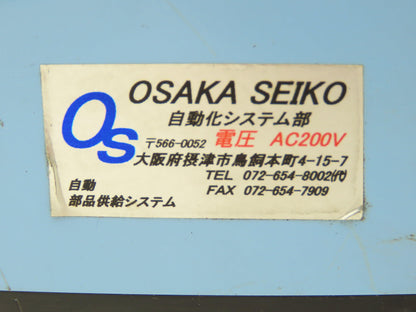 Os
OSAKA SEIKO
自動化システム部
〒566-0052 電圧 AC200V
大阪府摂津市鳥飼本町4-15-7
TEL 072-654-8002(代)
FAX 072-654-7909
自動
部品供給システム